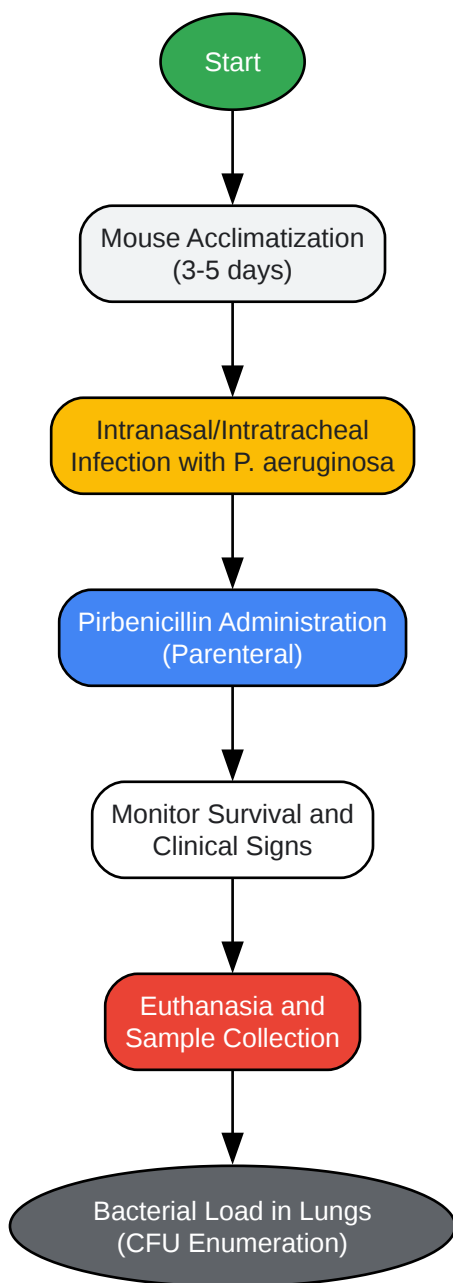 Start
Mouse Acclimatization
(3-5 days)
Intranasal/Intratracheal
Infection with P. aeruginosa
Pirbenicillin Administration
(Parenteral)
Monitor Survival and
Clinical Signs
Euthanasia and
Sample Collection
Bacterial Load in Lungs
(CFU Enumeration)